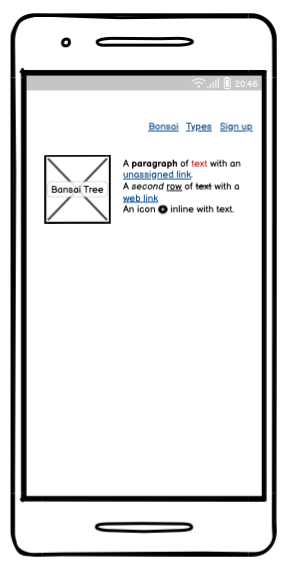 20:46
Bonsai Types Sign up
Bansai Tree
A paragraph of text with an
unassigned link.
A second row of text with a
web link
An icon inline with text.